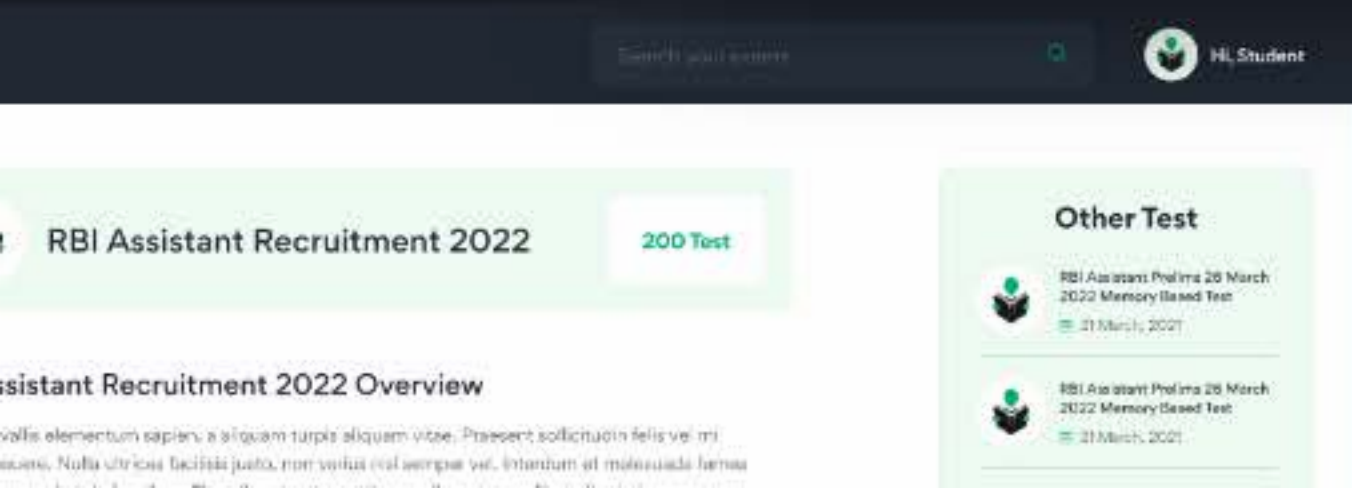 Search your exams
Hi, Student
RBI Assistant Recruitment 2022
200 Test
Other Test
RBI Assistant Prelims 26 March
2022 Memory Based Test
21 March, 2021
RBI Assistant Prelims 26 March
2022 Memory Based Test
21 March, 2021
ssistant Recruitment 2022 Overview
vallis elementum sapien, a aliquam turpis aliquam vitae. Praesent sollicitudin felis vel mi
Nulla ultrices facilisis justo, non varius nisl semper vel. Interdum et malesuada fames